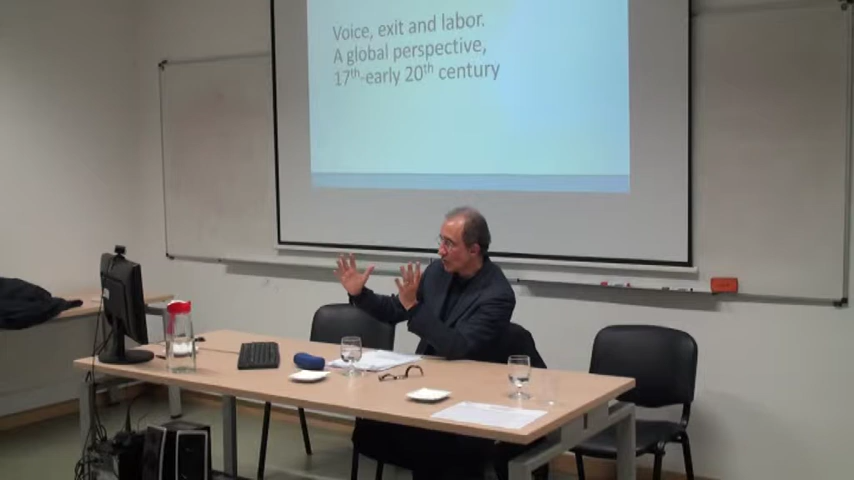 Voice, exit and labor.
A global perspective,
17th-early 20th century